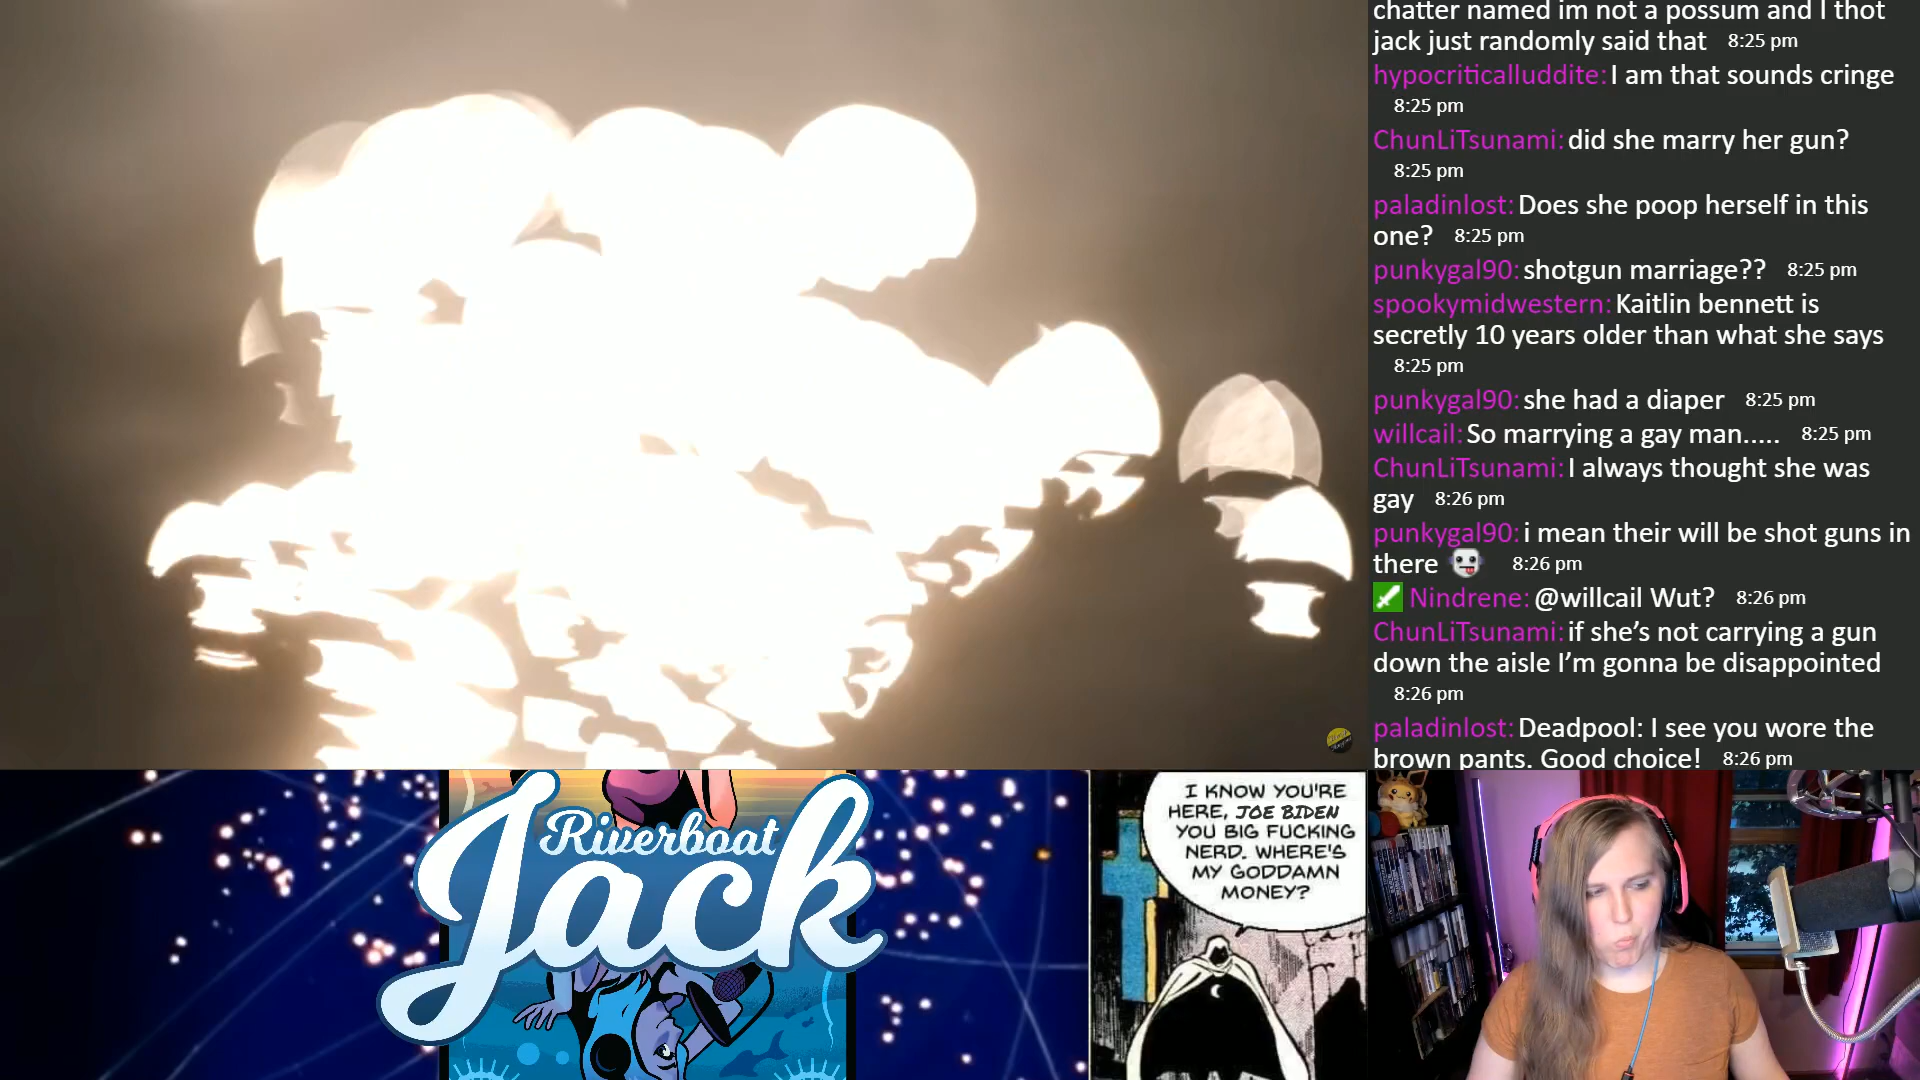 chatter named im not a possum and I thot
jack just randomly said that 8:25 pm
hypocriticalluddite: I am that sounds cringe
8:25 pm
ChunLiTsunami: did she marry her gun?
8:25 pm
paladinlost: Does she poop herself in this
one? 8:25 pm
punkygal90: shotgun marriage?? 8:25 pm
spookymidwestern: Kaitlin bennett is
secretly 10 years older than what she says
8:25 pm
punkygal90: she had a diaper 8:25 pm
willcail: So marrying a gay man..... 8:25 pm
ChunLiTsunami: I always thought she was
gay 8:26 pm
punkygal90: i mean their will be shot guns in
there 8:26 pm
Nindrene: @willcail Wut? 8:26 pm
ChunLiTsunami: if she’s not carrying a gun
down the aisle I’m gonna be disappointed
8:26 pm
paladinlost: Deadpool: I see you wore the
brown pants. Good choice! 8:26 pm
Riverboat
Jack
I KNOW YOU'RE
HERE, JOE BIDEN
YOU BIG FUCKING
NERD. WHERE'S
MY GODDAMN
MONEY?